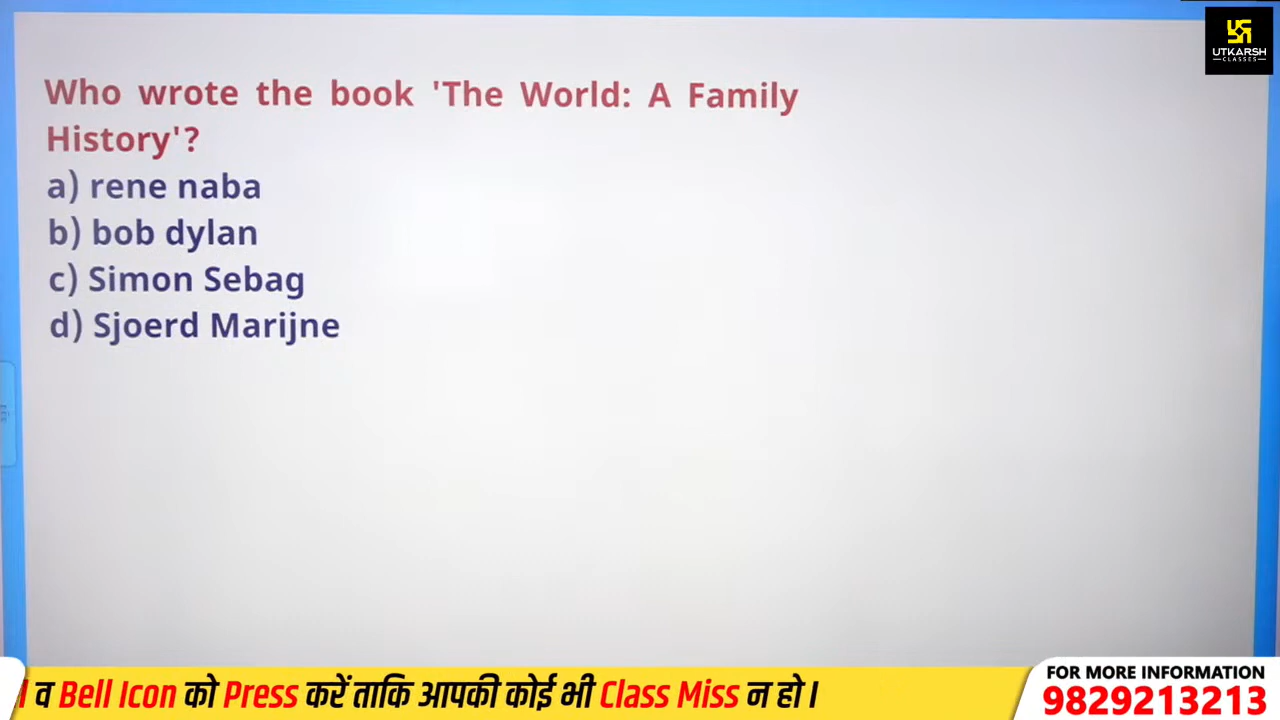 UTKARSH
CLASSES
Who wrote the book 'The World: A Family
History'?
a) rene naba
b) bob dylan
c) Simon Sebag
d) Sjoerd Marijne
व Bell Icon को Press करें ताकि आपकी कोई भी Class Miss न हो।
FOR MORE INFORMATION
9829213213